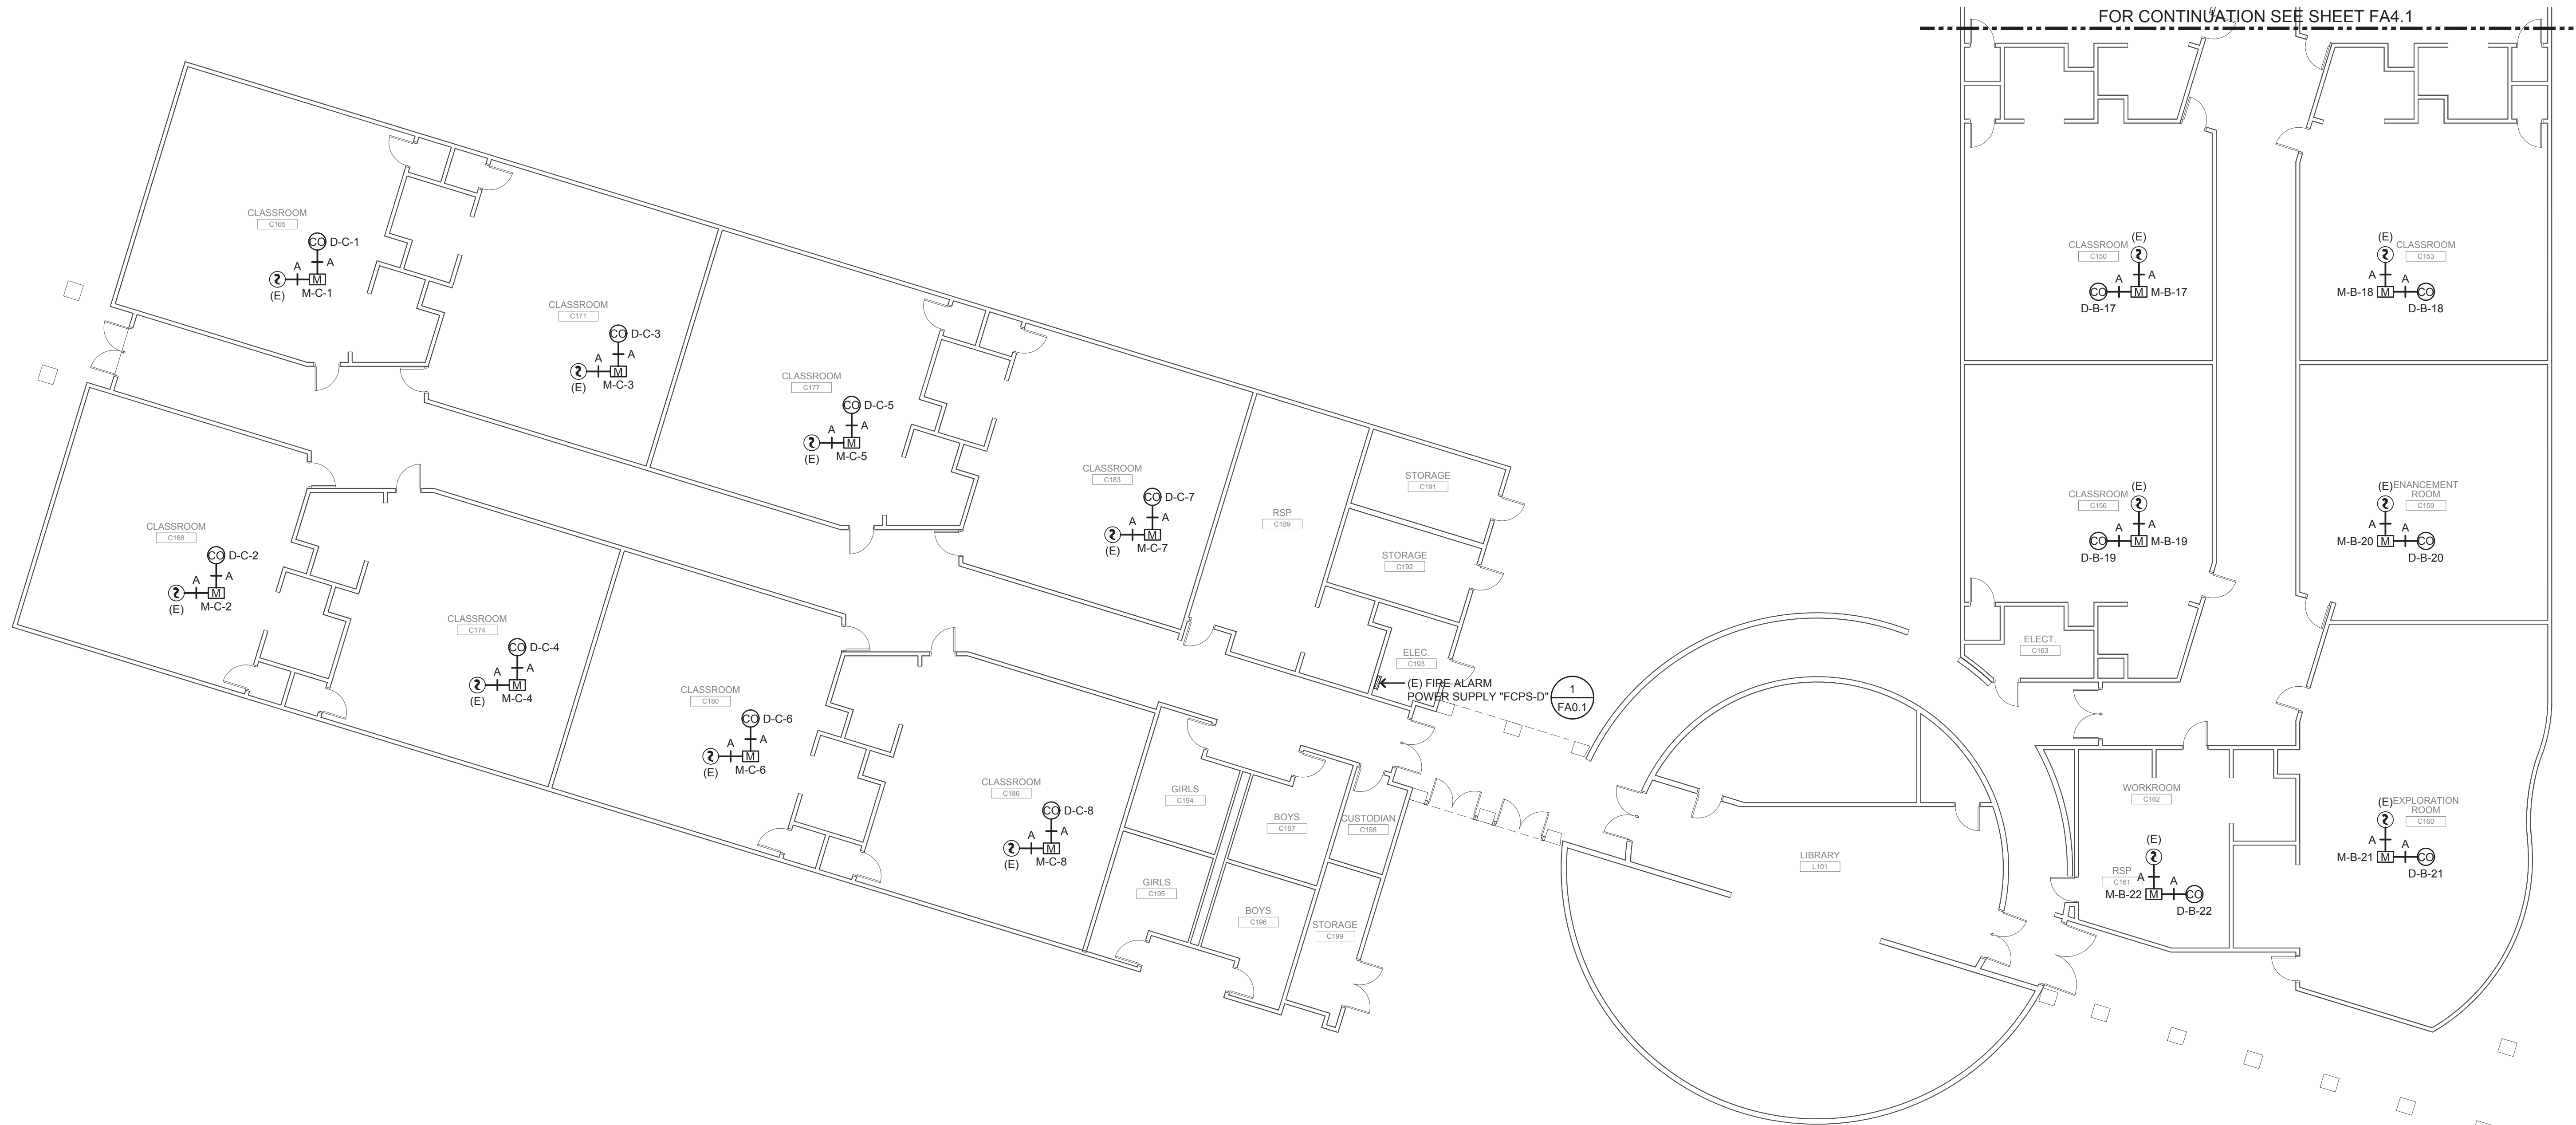 FOR CONTINUATION SEE SHEET FA4.1
CLASSROOM
C165
CO D-C-1
A
A
M
(E)
M-C-1
CLASSROOM
C171
CO D-C-3
A
A
M
(E)
M-C-3
CLASSROOM
C177
CO D-C-5
A
A
M
(E)
M-C-5
CLASSROOM
C183
CO D-C-7
A
A
M
(E)
M-C-7
RSP
C189
STORAGE
C191
STORAGE
C192
ELEC.
C193
(E) FIRE ALARM
POWER SUPPLY "FCPS-D"
1
FA0.1
CLASSROOM
C168
CO D-C-2
A
A
M
(E)
M-C-2
CLASSROOM
C174
CO D-C-4
A
A
M
(E)
M-C-4
CLASSROOM
C180
CO D-C-6
A
A
M
(E)
M-C-6
CLASSROOM
C186
CO D-C-8
A
A
M
(E)
M-C-8
GIRLS
C194
GIRLS
C195
BOYS
C197
BOYS
C196
CUSTODIAN
C198
STORAGE
C199
LIBRARY
L101
(E)
CLASSROOM
C150
A
A
CO
M M-B-17
D-B-17
(E)
CLASSROOM
C153
A
A
M-B-18 M
CO
D-B-18
(E)
CLASSROOM
C156
A
A
CO
M M-B-19
D-B-19
(E) ENANCEMENT
ROOM
C159
A
A
M-B-20 M
CO
D-B-20
ELECT.
C163
WORKROOM
C162
(E)
RSP
C161
A
A
M-B-22 M
CO
D-B-22
(E) EXPLORATION
ROOM
C160
A
A
M-B-21 M
CO
D-B-21